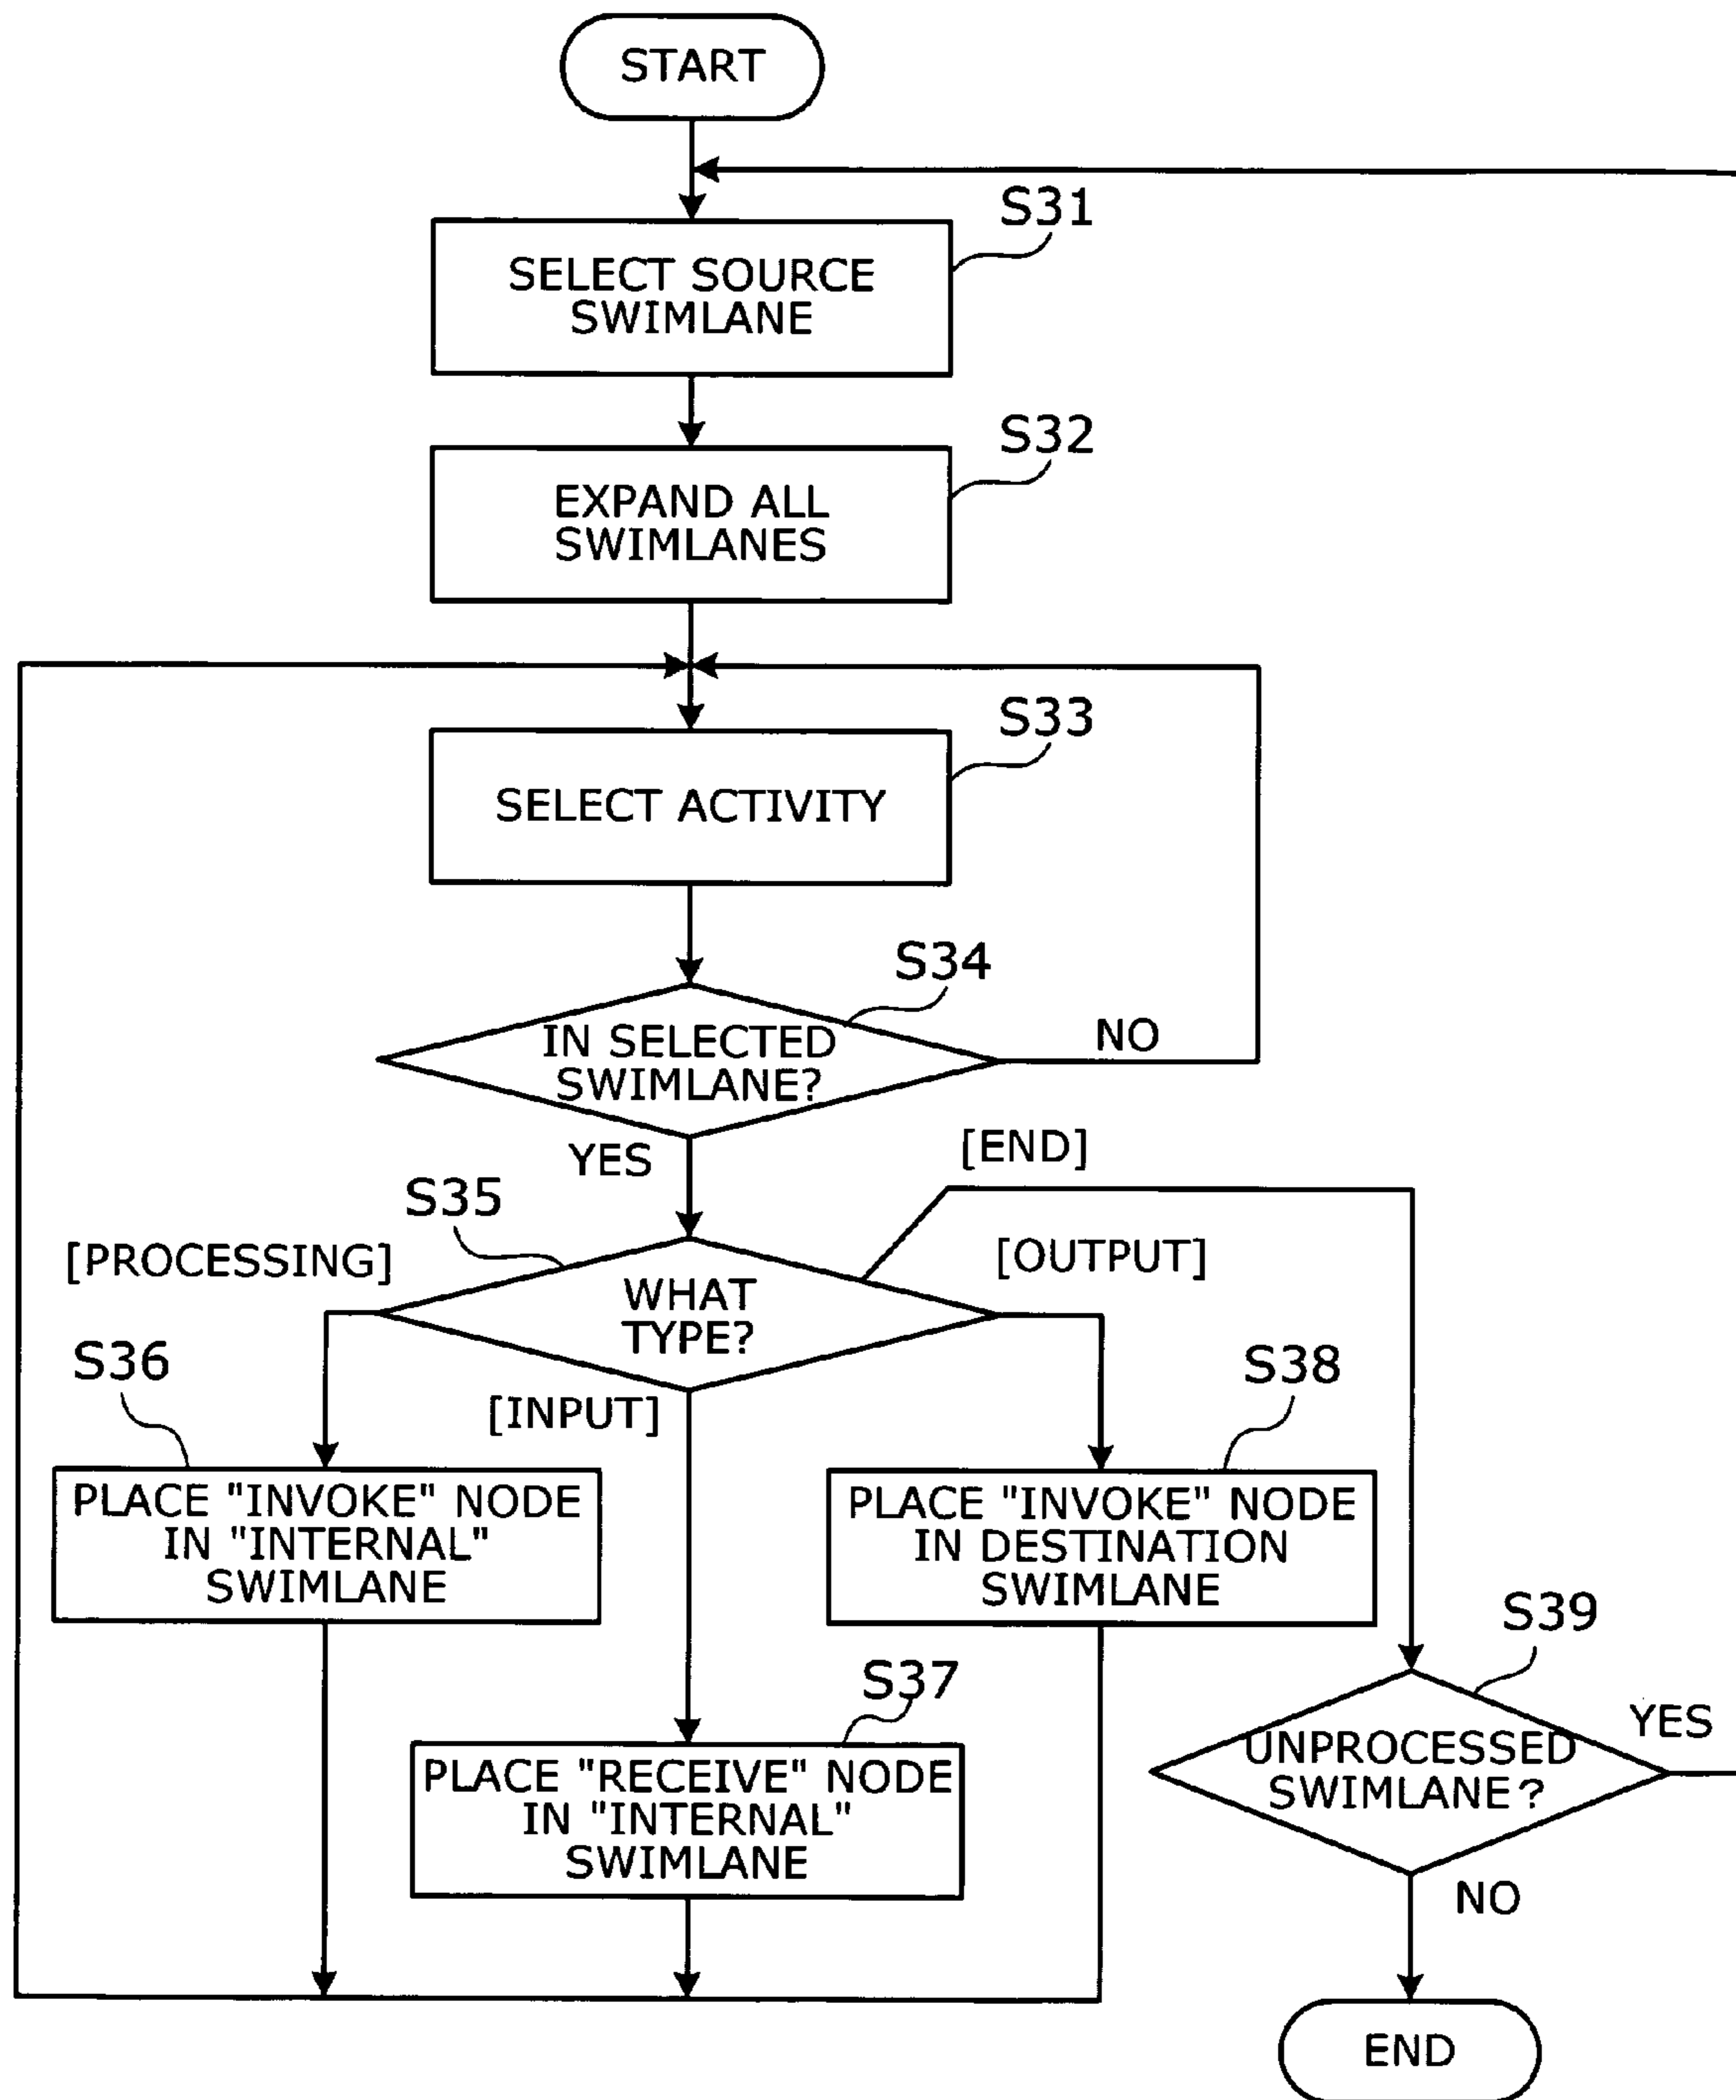 START
S31
SELECT SOURCE
SWIMLANE
S32
EXPAND ALL
SWIMLANES
S33
SELECT ACTIVITY
S34
IN SELECTED
SWIMLANE?
NO
YES
[END]
S35
[PROCESSING]
[OUTPUT]
WHAT
TYPE?
S36
S38
[INPUT]
PLACE "INVOKE" NODE
IN "INTERNAL"
SWIMLANE
PLACE "INVOKE" NODE
IN DESTINATION
SWIMLANE
S39
S37
YES
PLACE "RECEIVE" NODE
IN "INTERNAL"
SWIMLANE
UNPROCESSED
SWIMLANE?
NO
END